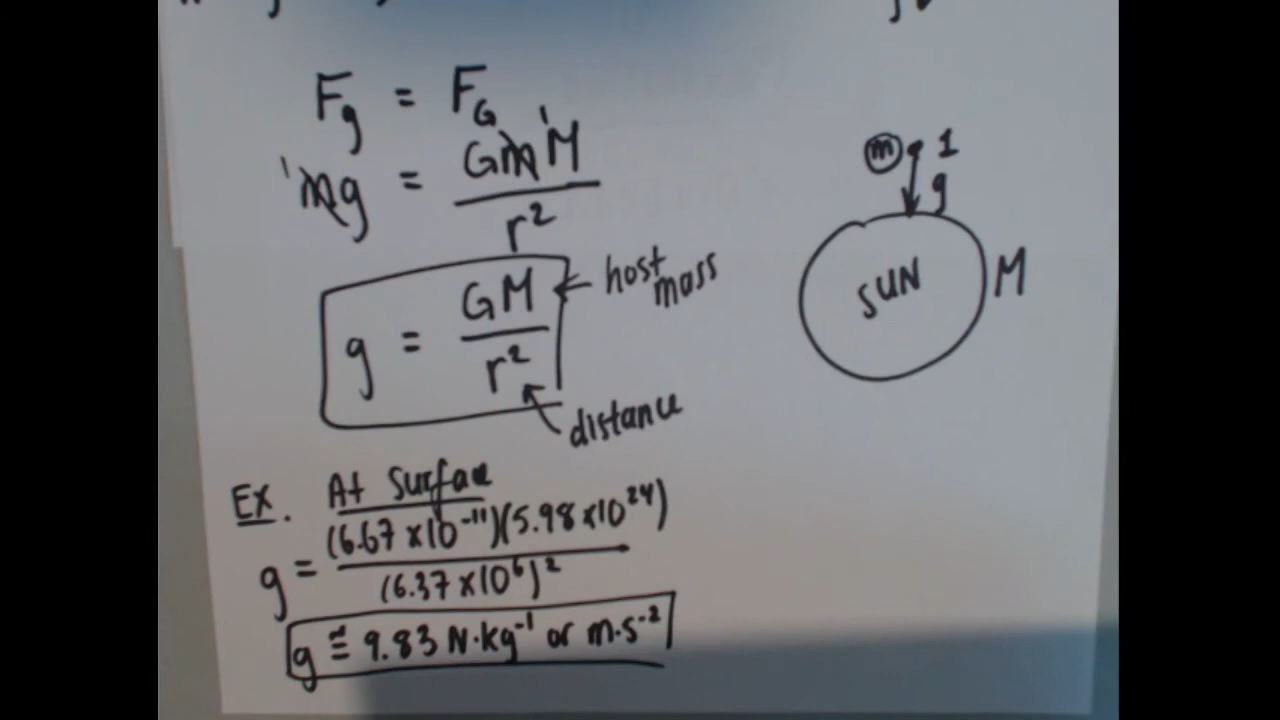 Fg = FG
mg = GmM / r²
g = GM / r²
host mass
distance
m 1
g
SUN M
Ex. At Surface
g = (6.67 × 10⁻¹¹)(5.98 × 10²⁴) / (6.37 × 10⁶)²
g ≅ 9.83 N·kg⁻¹ or m·s⁻²